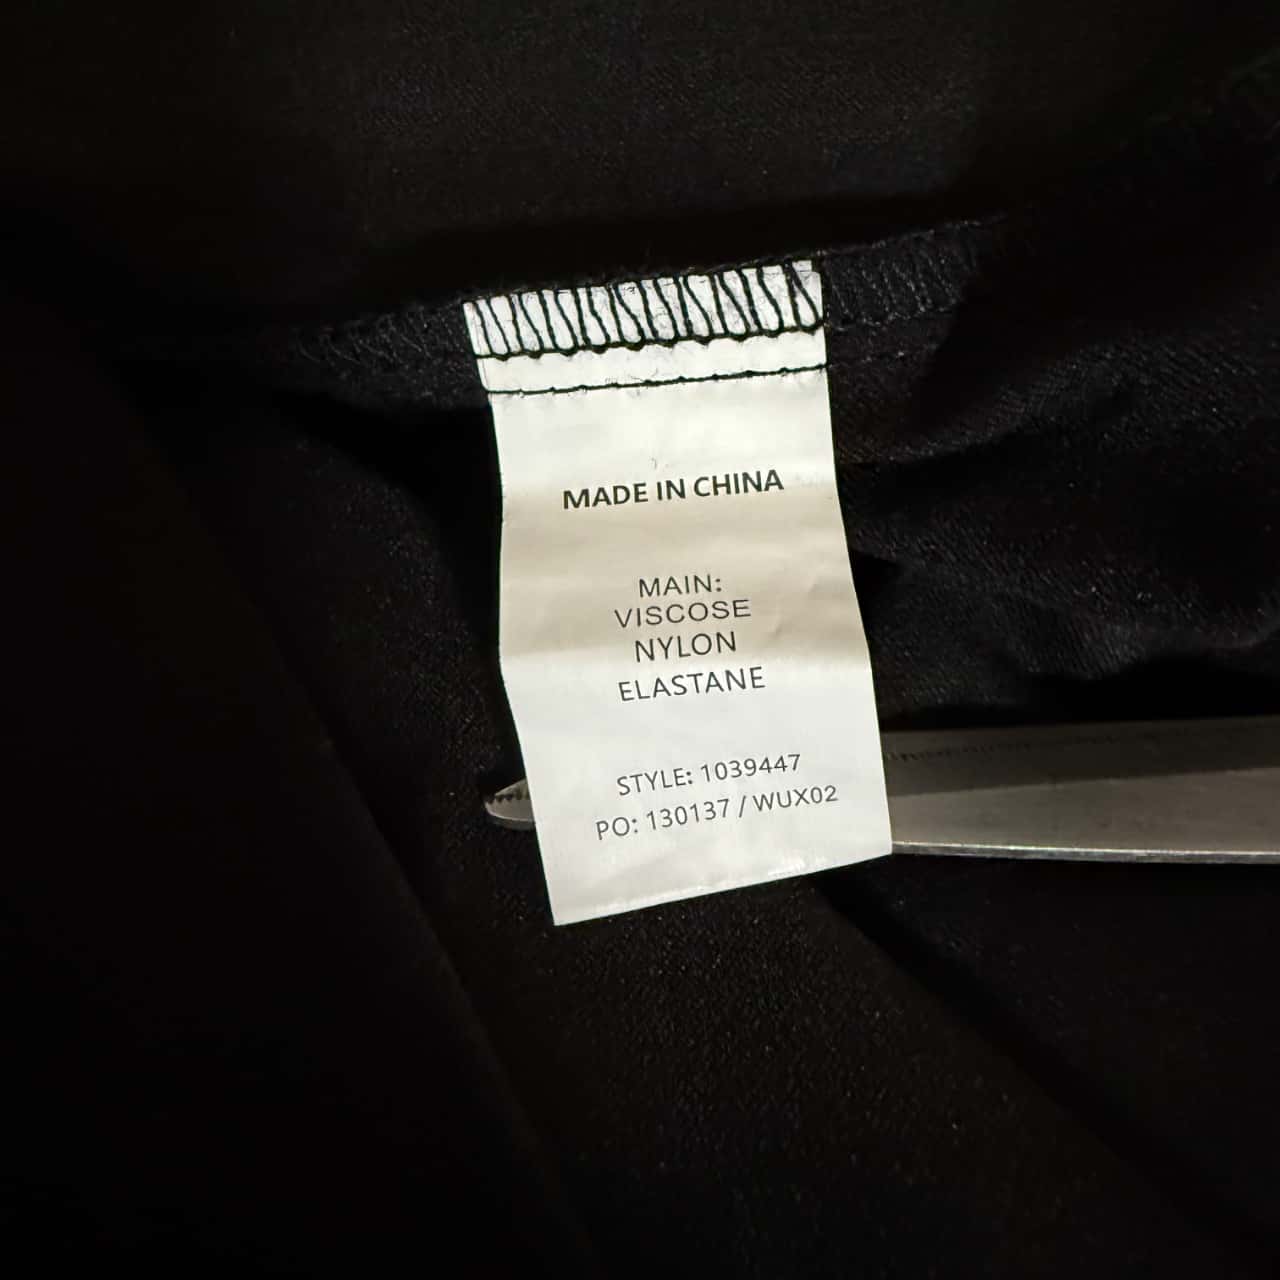 MADE IN CHINA
MAIN:
VISCOSE
NYLON
ELASTANE
STYLE: 1039447
PO: 130137 / WUX02